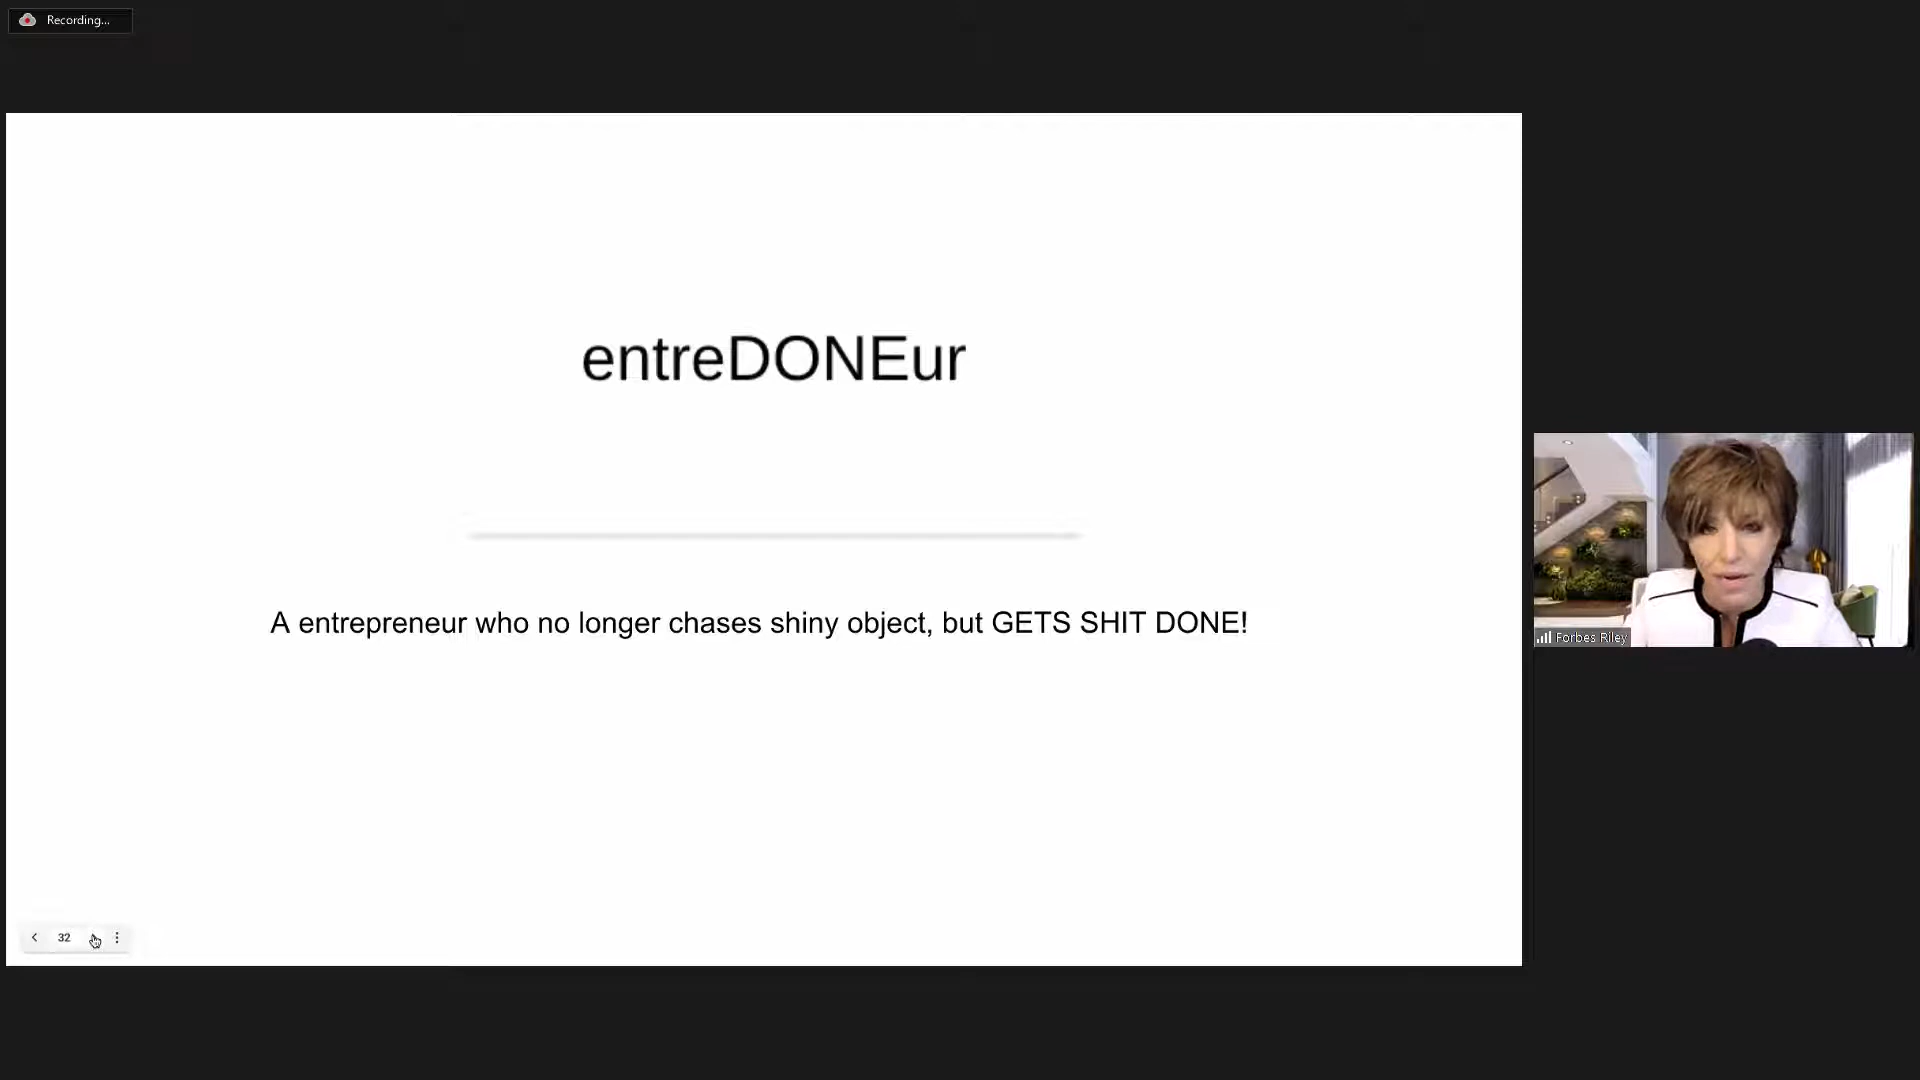 Recording...
entreDONEur
A entrepreneur who no longer chases shiny object, but GETS SHIT DONE!
Forbes Riley
32